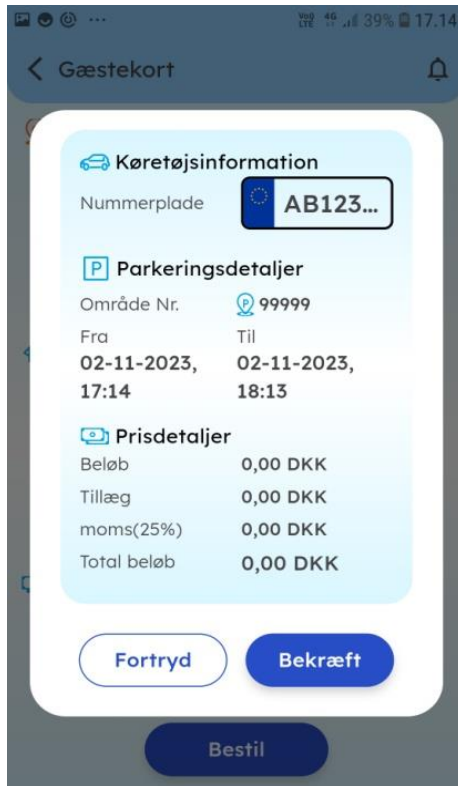 VoLTE 4G 39% 17.14
Gæstekort
Køretøjsinformation
Nummerplade AB123...
P Parkeringsdetaljer
Område Nr. 99999
Fra Til
02-11-2023, 02-11-2023,
17:14 18:13
Prisdetaljer
Beløb 0,00 DKK
Tillæg 0,00 DKK
moms(25%) 0,00 DKK
Total beløb 0,00 DKK
Fortryd Bekræft
Bestil